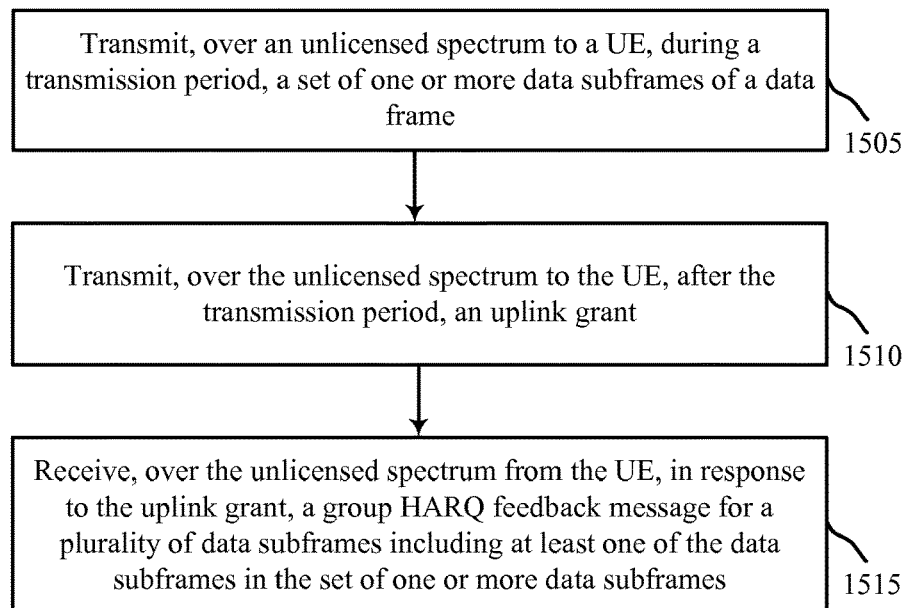 Transmit, over an unlicensed spectrum to a UE, during a
transmission period, a set of one or more data subframes of a data
frame
1505
Transmit, over the unlicensed spectrum to the UE, after the
transmission period, an uplink grant
1510
Receive, over the unlicensed spectrum from the UE, in response
to the uplink grant, a group HARQ feedback message for a
plurality of data subframes including at least one of the data
subframes in the set of one or more data subframes
1515